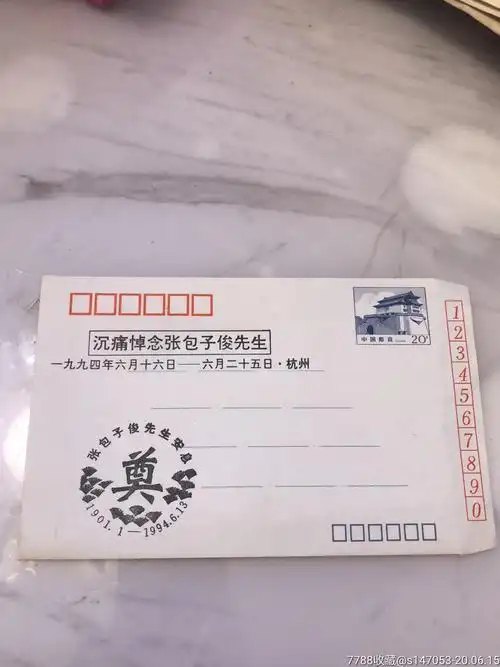 沉痛悼念张包子俊先生
一九九四年六月十六日——六月二十五日·杭州
中国邮政
20分
1
2
3
4
5
6
7
8
9
0
张包子俊先生安息
奠
1901.1—1994.6.13
7788收藏@s147053-20.06.15